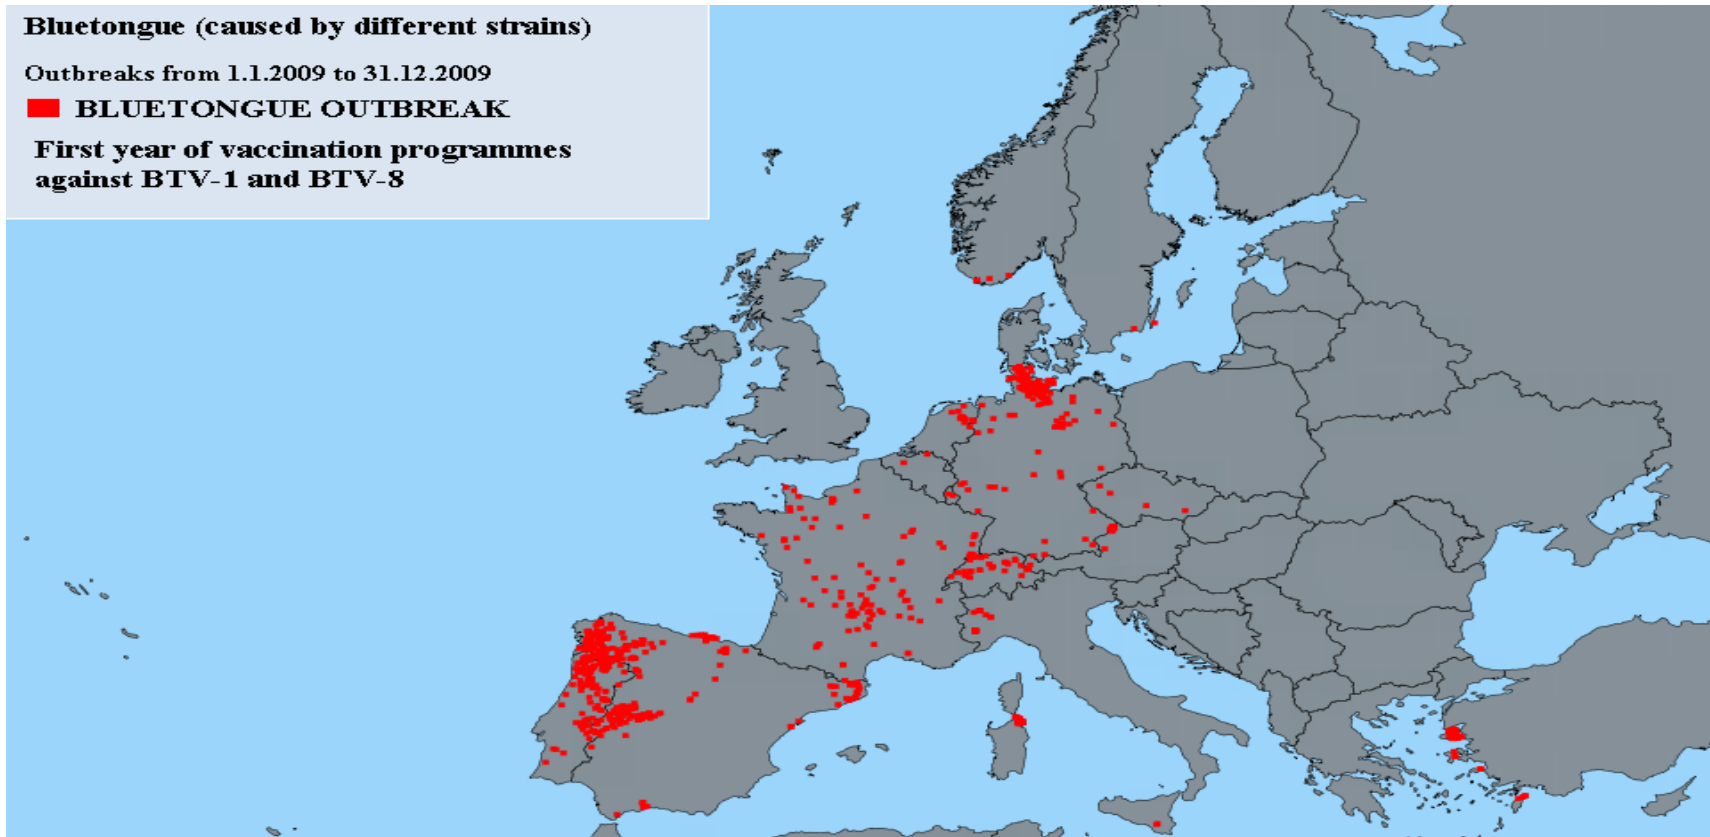 Bluetongue (caused by different strains)
Outbreaks from 1.1.2009 to 31.12.2009
BLUETONGUE OUTBREAK
First year of vaccination programmes
against BTV-1 and BTV-8